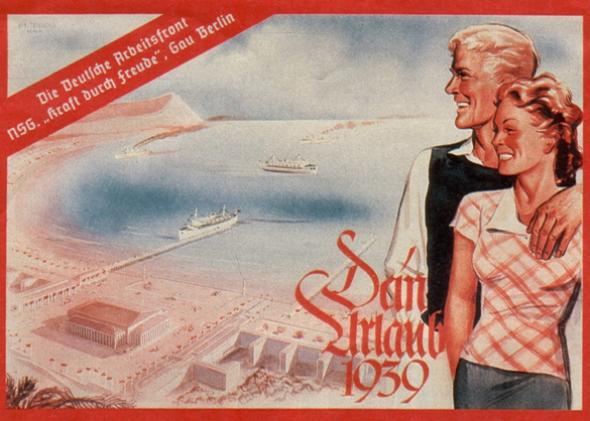 Die Deutsche Arbeitsfront
NSG. „Kraft durch Freude“, Gau Berlin
Dein
Urlaub
1939